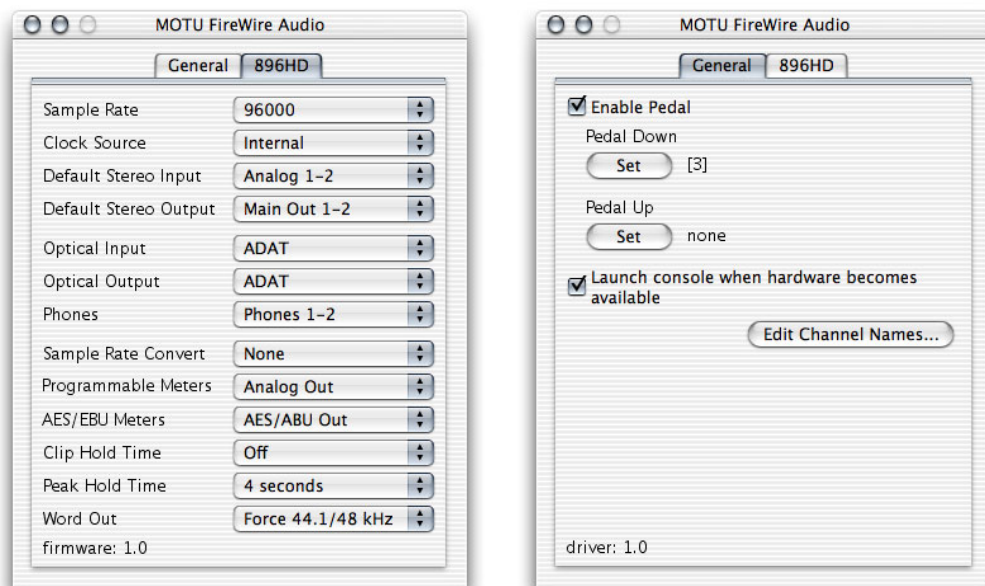 MOTU FireWire Audio
General 896HD
Sample Rate 96000
Clock Source Internal
Default Stereo Input Analog 1-2
Default Stereo Output Main Out 1-2
Optical Input ADAT
Optical Output ADAT
Phones Phones 1-2
Sample Rate Convert None
Programmable Meters Analog Out
AES/EBU Meters AES/ABU Out
Clip Hold Time Off
Peak Hold Time 4 seconds
Word Out Force 44.1/48 kHz
firmware: 1.0
MOTU FireWire Audio
General 896HD
Enable Pedal
Pedal Down
Set [3]
Pedal Up
Set none
Launch console when hardware becomes
available
Edit Channel Names...
driver: 1.0